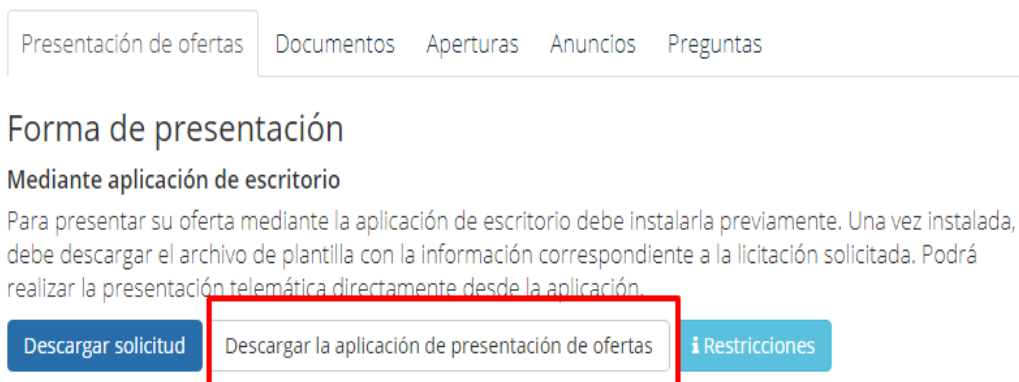 Presentación de ofertas Documentos Aperturas Anuncios Preguntas
Forma de presentación
Mediante aplicación de escritorio
Para presentar su oferta mediante la aplicación de escritorio debe instalarla previamente. Una vez instalada,
debe descargar el archivo de plantilla con la información correspondiente a la licitación solicitada. Podrá
realizar la presentación telemática directamente desde la aplicación.
Descargar solicitud Descargar la aplicación de presentación de ofertas i Restricciones